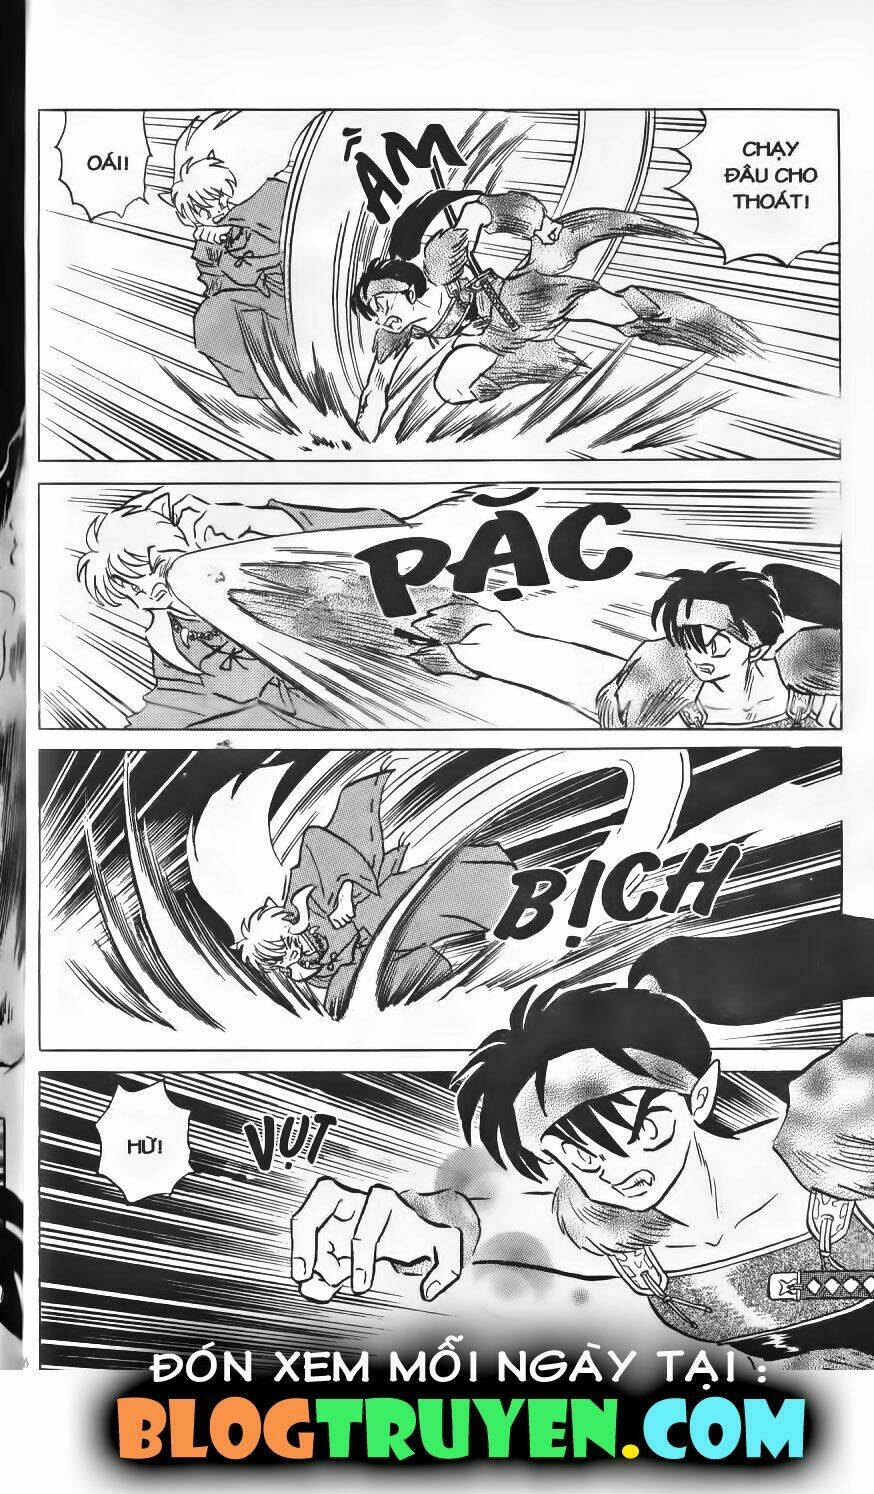 OÁI!
ẦM
CHẠY
ĐÂU CHO
THOÁT!
PẶC
BỊCH
HỪ!
VỤT
ĐÓN XEM MỖI NGÀY TẠI :
BLOGTRUYEN.COM